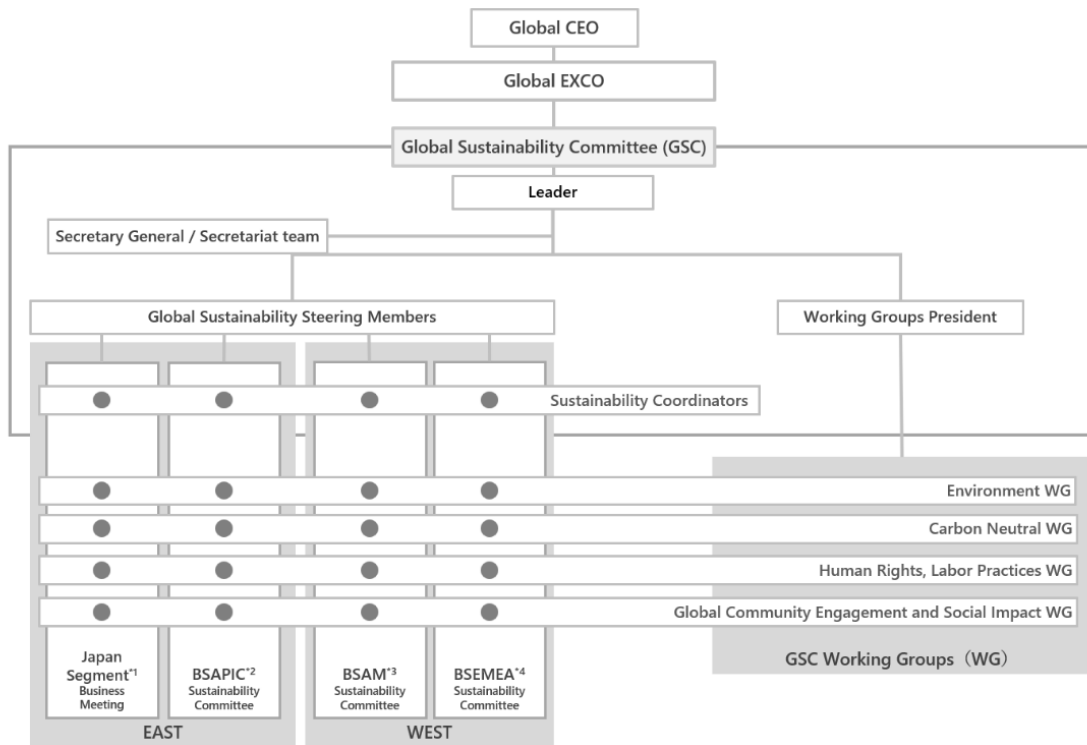 Global CEO
Global EXCO
Global Sustainability Committee (GSC)
Leader
Secretary General / Secretariat team
Global Sustainability Steering Members
Working Groups President
Sustainability Coordinators
Environment WG
Carbon Neutral WG
Human Rights, Labor Practices WG
Global Community Engagement and Social Impact WG
Japan
Segment*1
Business
Meeting
BSAPIC*2
Sustainability
Committee
BSAM*3
Sustainability
Committee
BSEMEA*4
Sustainability
Committee
GSC Working Groups（WG）
EAST
WEST